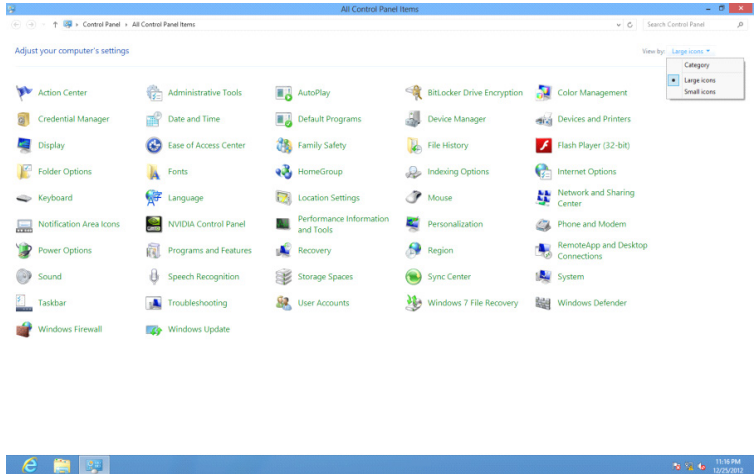 All Control Panel Items
Control Panel
All Control Panel Items
Search Control Panel
Adjust your computer's settings
View by: Large icons
Category
Large icons
Small icons
Action Center
Administrative Tools
AutoPlay
BitLocker Drive Encryption
Color Management
Credential Manager
Date and Time
Default Programs
Device Manager
Devices and Printers
Display
Ease of Access Center
Family Safety
File History
Flash Player (32-bit)
Folder Options
Fonts
HomeGroup
Indexing Options
Internet Options
Keyboard
Language
Location Settings
Mouse
Network and Sharing
Center
Notification Area Icons
NVIDIA Control Panel
Performance Information
and Tools
Personalization
Phone and Modem
Power Options
Programs and Features
Recovery
Region
RemoteApp and Desktop
Connections
Sound
Speech Recognition
Storage Spaces
Sync Center
System
Taskbar
Troubleshooting
User Accounts
Windows 7 File Recovery
Windows Defender
Windows Firewall
Windows Update
11:16 PM
12/25/2012